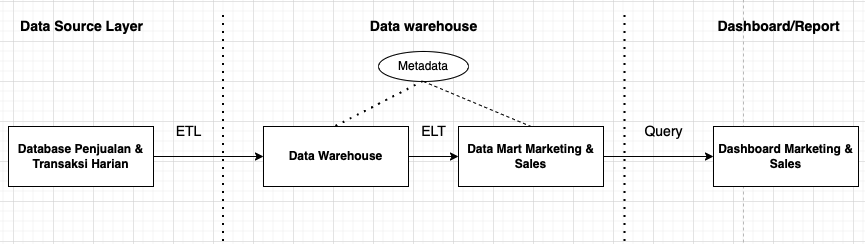 Data Source Layer
Data warehouse
Dashboard/Report
Metadata
ETL
ELT
Query
Database Penjualan &
Transaksi Harian
Data Warehouse
Data Mart Marketing &
Sales
Dashboard Marketing &
Sales